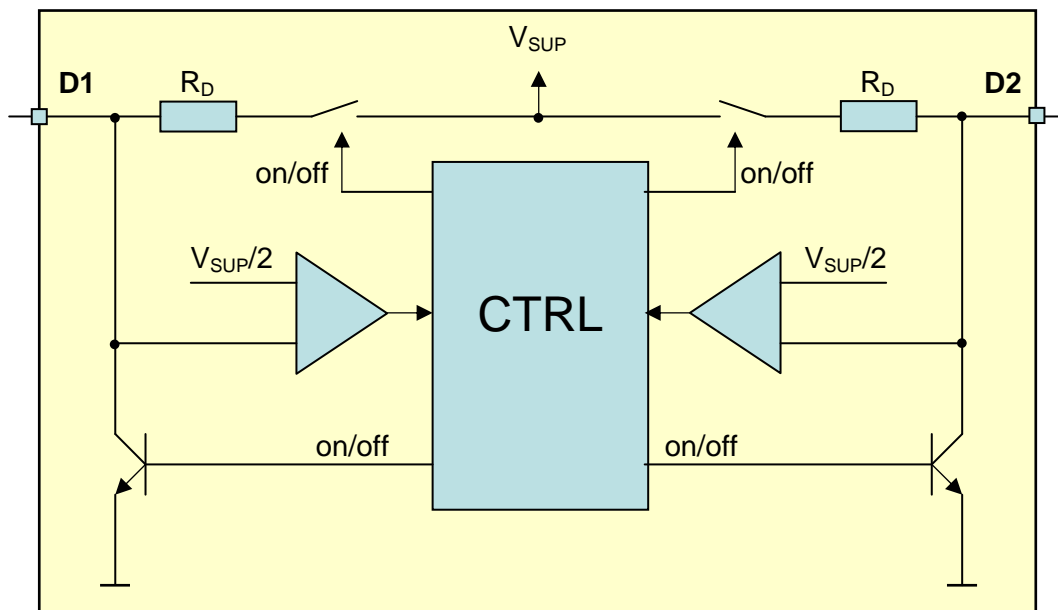 V_SUP
D1
R_D
R_D
D2
on/off
on/off
V_SUP/2
V_SUP/2
CTRL
on/off
on/off